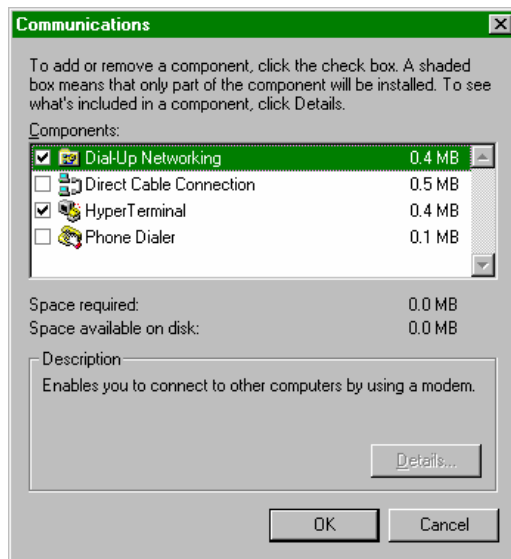 Communications
To add or remove a component, click the check box. A shaded
box means that only part of the component will be installed. To see
what's included in a component, click Details.
Components:
Dial-Up Networking 0.4 MB
Direct Cable Connection 0.5 MB
HyperTerminal 0.4 MB
Phone Dialer 0.1 MB
Space required: 0.0 MB
Space available on disk: 0.0 MB
Description
Enables you to connect to other computers by using a modem.
Details...
OK Cancel